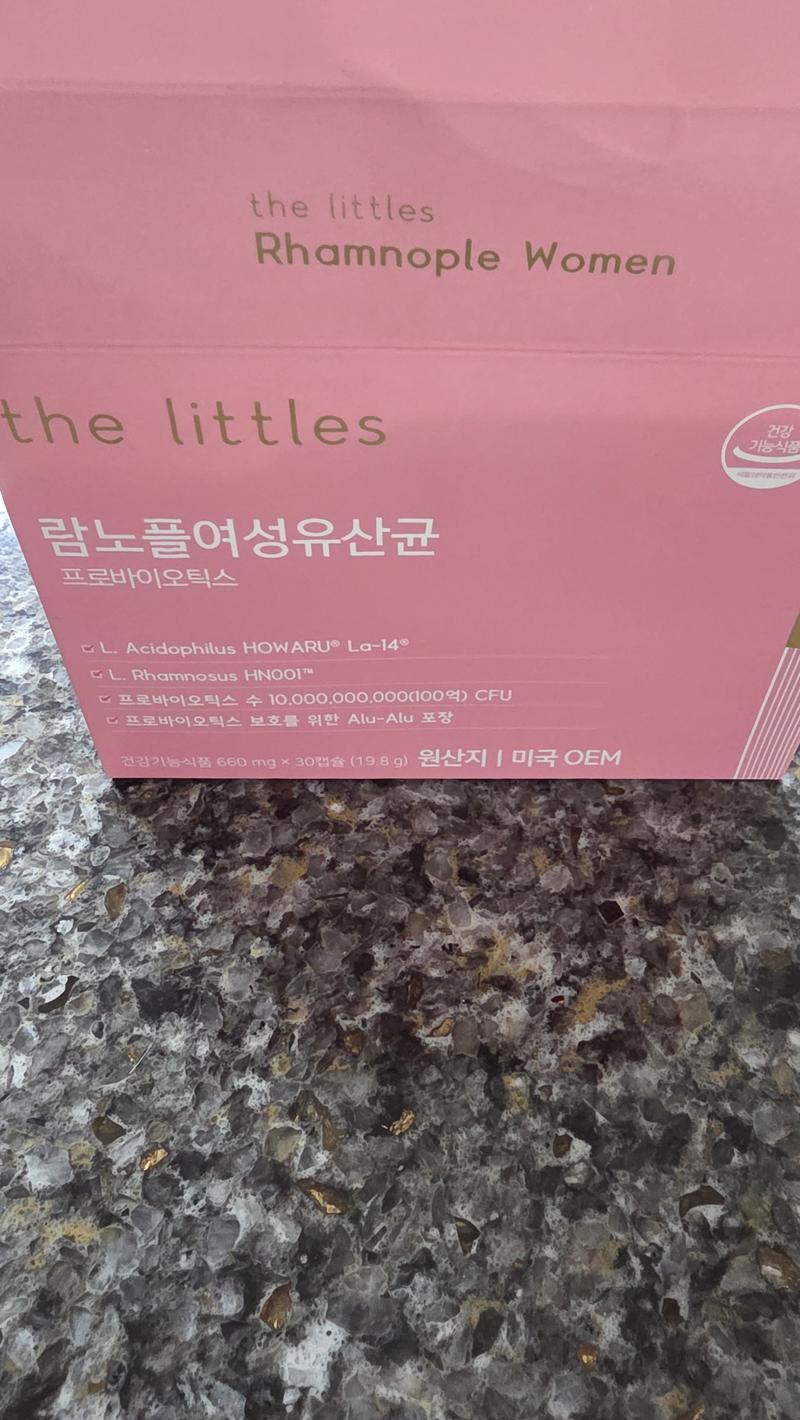 the littles
Rhamnople Women
the littles
건강
기능식품
람노플여성유산균
프로바이오틱스
L. Acidophilus HOWARU® La-14®
L. Rhamnosus HN001™
프로바이오틱스 수 10,000,000,000(100억) CFU
프로바이오틱스 보호를 위한 Alu-Alu 포장
건강기능식품 660 mg × 30캡슐 (19.8 g) 원산지 | 미국 OEM